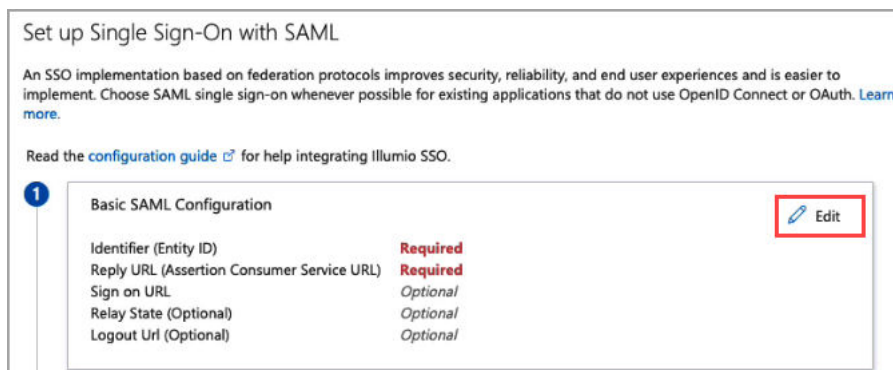 Set up Single Sign-On with SAML
An SSO implementation based on federation protocols improves security, reliability, and end user experiences and is easier to
implement. Choose SAML single sign-on whenever possible for existing applications that do not use OpenID Connect or OAuth. Learn
more.
Read the configuration guide for help integrating Illumio SSO.
1
Basic SAML Configuration
Edit
Identifier (Entity ID) Required
Reply URL (Assertion Consumer Service URL) Required
Sign on URL Optional
Relay State (Optional) Optional
Logout Url (Optional) Optional